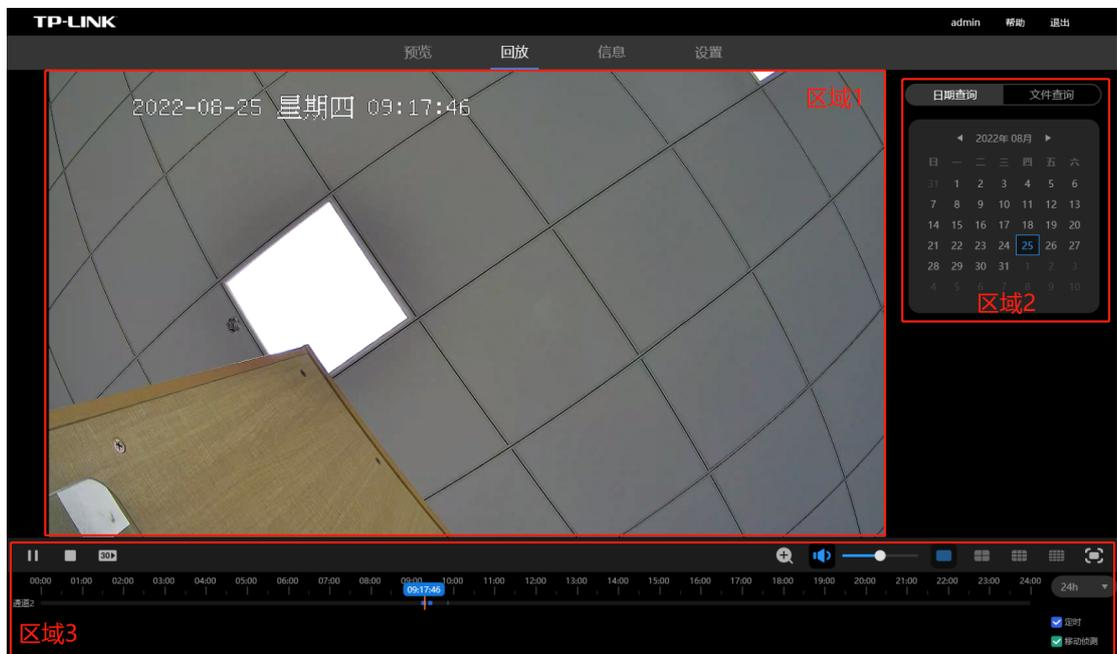 TP-LINK
admin 帮助 退出
预览 回放 信息 设置
2022-08-25 星期四 09:17:46
区域1
日期查询 文件查询
2022年 08月
日 一 二 三 四 五 六
31 1 2 3 4 5 6
7 8 9 10 11 12 13
14 15 16 17 18 19 20
21 22 23 24 25 26 27
28 29 30 31 1 2 3
4 5 6 7 8 9 10
区域2
30
00:00 01:00 02:00 03:00 04:00 05:00 06:00 07:00 08:00 09:00 10:00 11:00 12:00 13:00 14:00 15:00 16:00 17:00 18:00 19:00 20:00 21:00 22:00 23:00 24:00
24h
09:17:46
通道2
定时
区域3
移动侦测